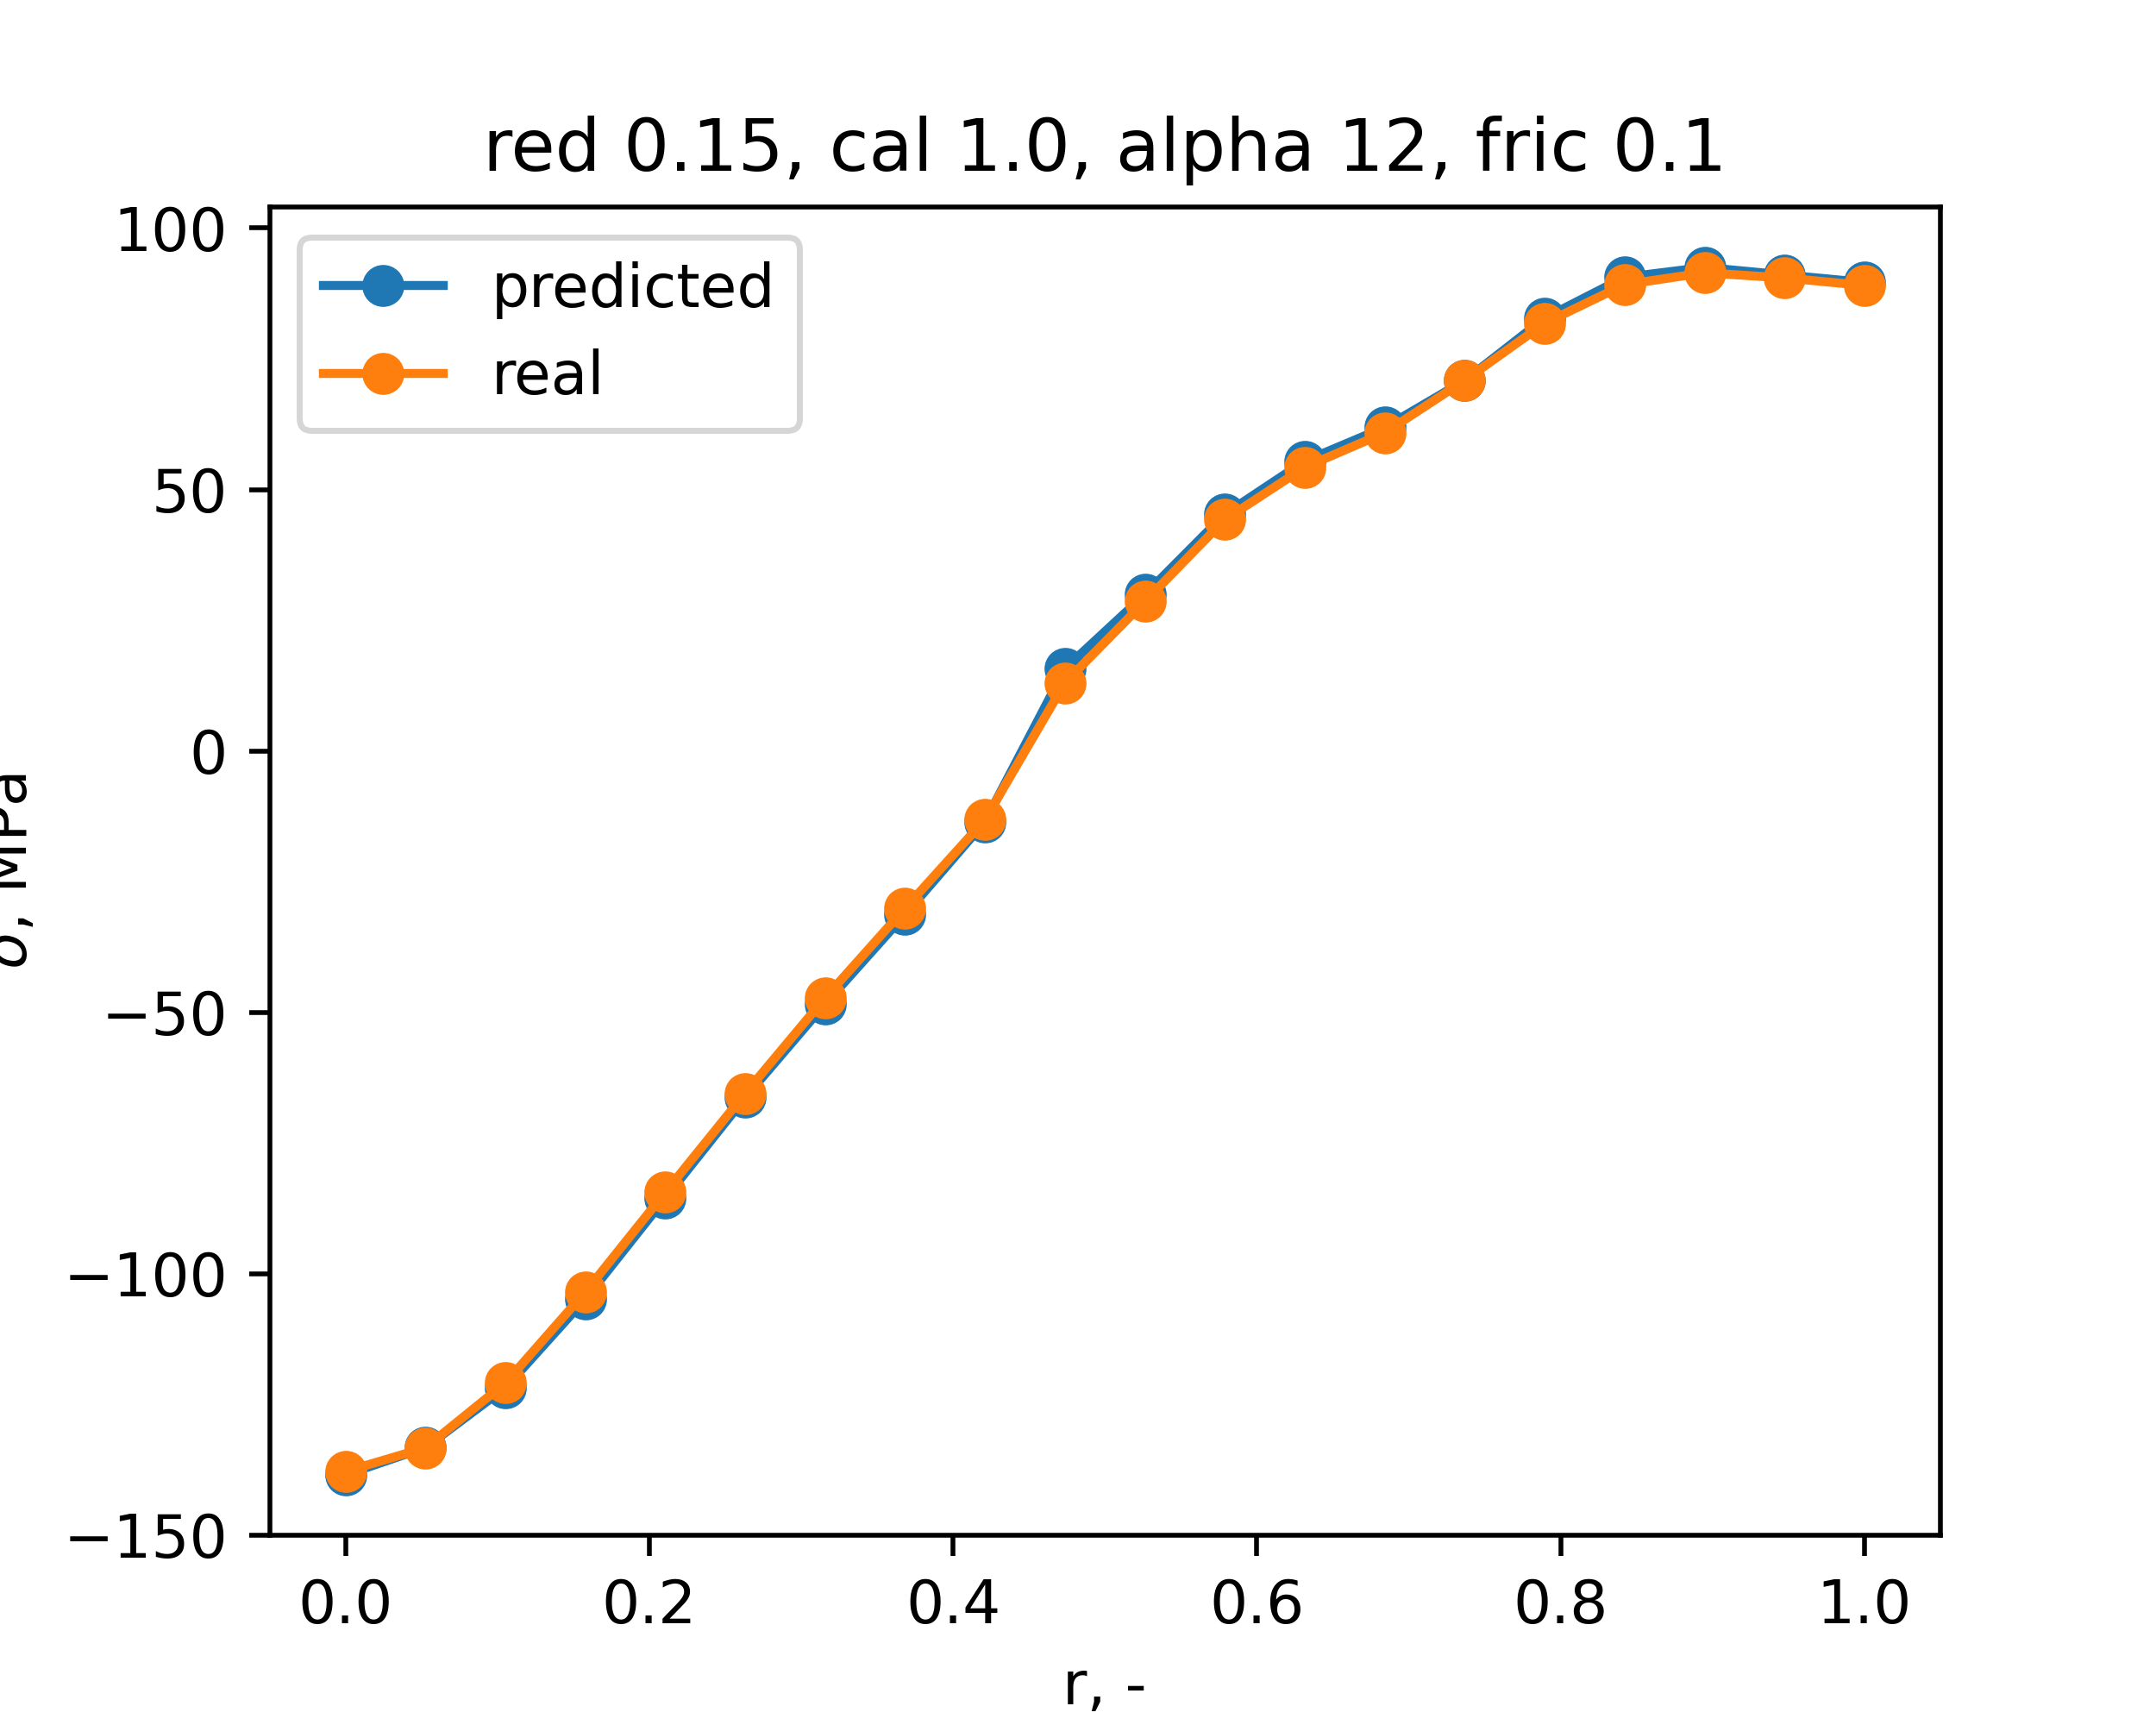 red 0.15, cal 1.0, alpha 12, fric 0.1
predicted
real
100
50
0
−50
−100
−150
σ, MPa
0.0 0.2 0.4 0.6 0.8 1.0
r, -